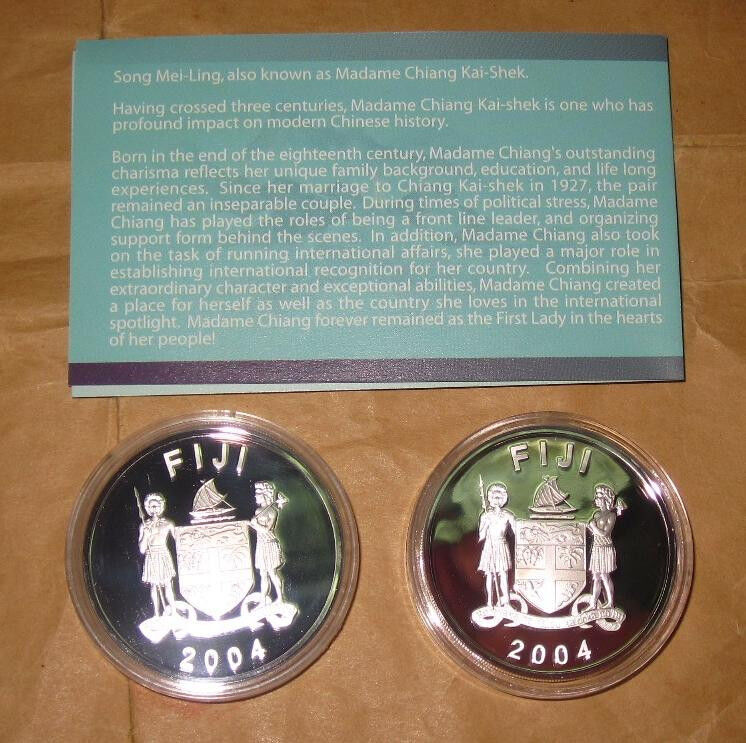 Song Mei-Ling, also known as Madame Chiang Kai-Shek.
Having crossed three centuries, Madame Chiang Kai-shek is one who has
profound impact on modern Chinese history.
Born in the end of the eighteenth century, Madame Chiang's outstanding
charisma reflects her unique family background, education, and life long
experiences. Since her marriage to Chiang Kai-shek in 1927, the pair
remained an inseparable couple. During times of political stress, Madame
Chiang has played the roles of being a front line leader, and organizing
support form behind the scenes. In addition, Madame Chiang also took
on the task of running international affairs, she played a major role in
establishing international recognition for her country. Combining her
extraordinary character and exceptional abilities, Madame Chiang created
a place for herself as well as the country she loves in the international
spotlight. Madame Chiang forever remained as the First Lady in the hearts
of her people!
FIJI
2004
FIJI
2004